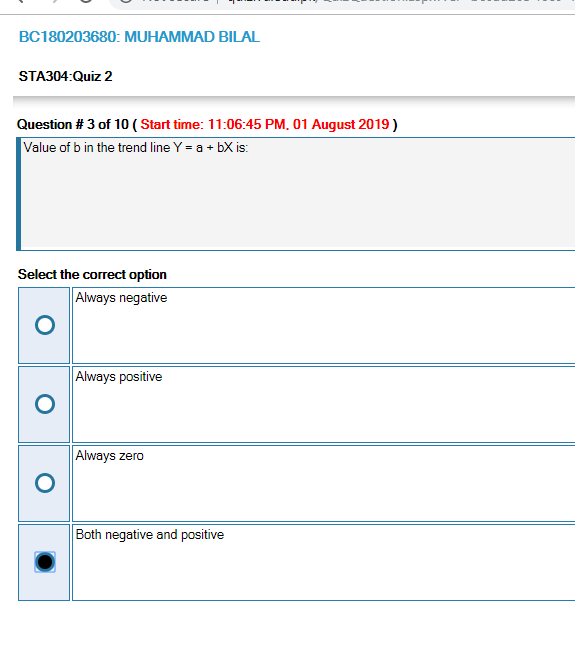 BC180203680: MUHAMMAD BILAL
STA304:Quiz 2
Question # 3 of 10 ( Start time: 11:06:45 PM, 01 August 2019 )
Value of b in the trend line Y = a + bX is:
Select the correct option
Always negative
Always positive
Always zero
Both negative and positive